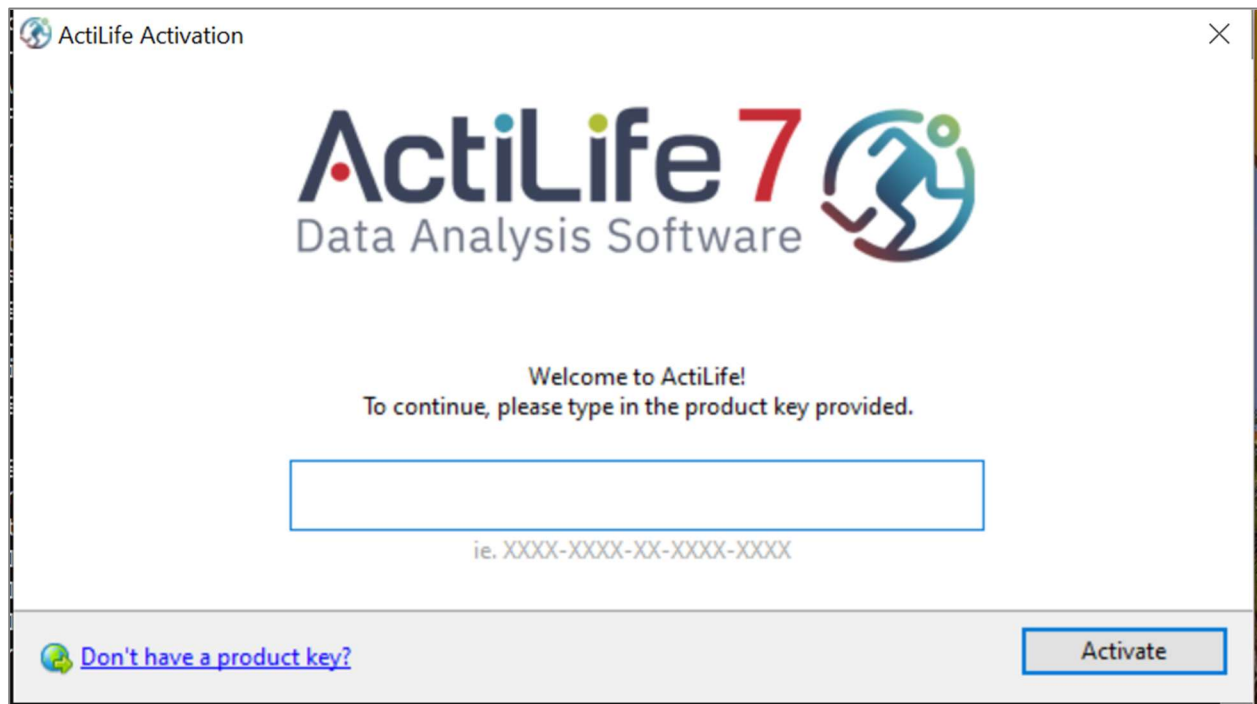 ActiLife Activation
ActiLife 7
Data Analysis Software
Welcome to ActiLife!
To continue, please type in the product key provided.
ie. XXXX-XXXX-XX-XXXX-XXXX
Don't have a product key?
Activate